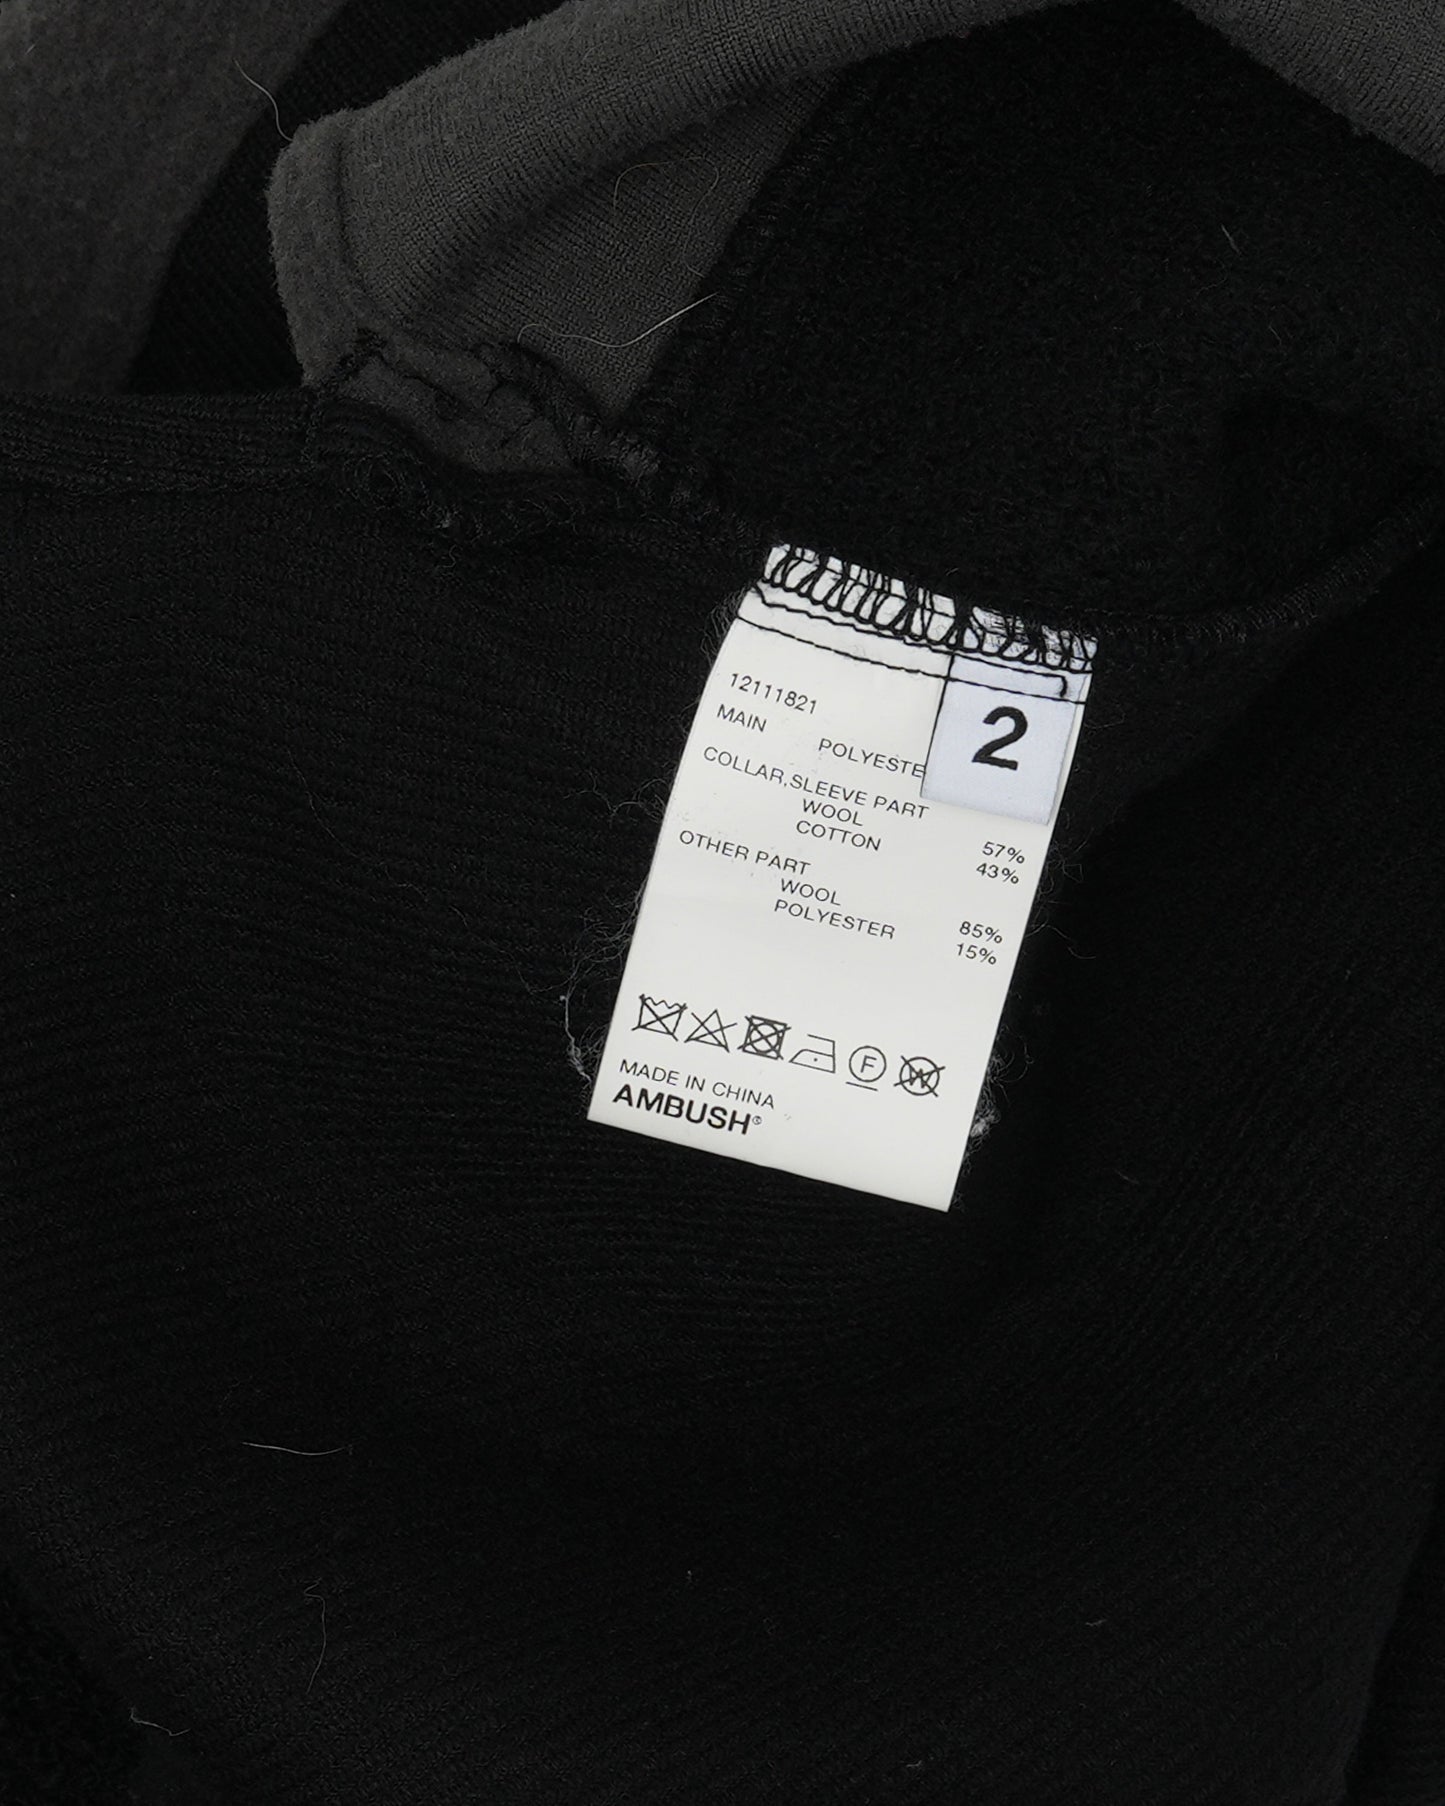 12111821
2
MAIN
POLYESTE
COLLAR,SLEEVE PART
WOOL 57%
COTTON 43%
OTHER PART
WOOL 85%
POLYESTER 15%
F W
MADE IN CHINA
AMBUSH®